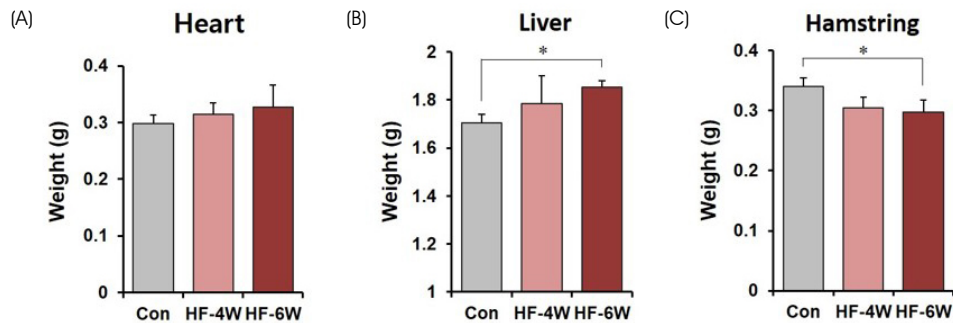 (A)
Heart
Weight (g)
0.4
0.3
0.2
0.1
0
Con HF-4W HF-6W
(B)
Liver
*
Weight (g)
2
1.8
1.6
1.4
1.2
1
Con HF-4W HF-6W
(C)
Hamstring
*
Weight (g)
0.4
0.3
0.2
0.1
0
Con HF-4W HF-6W